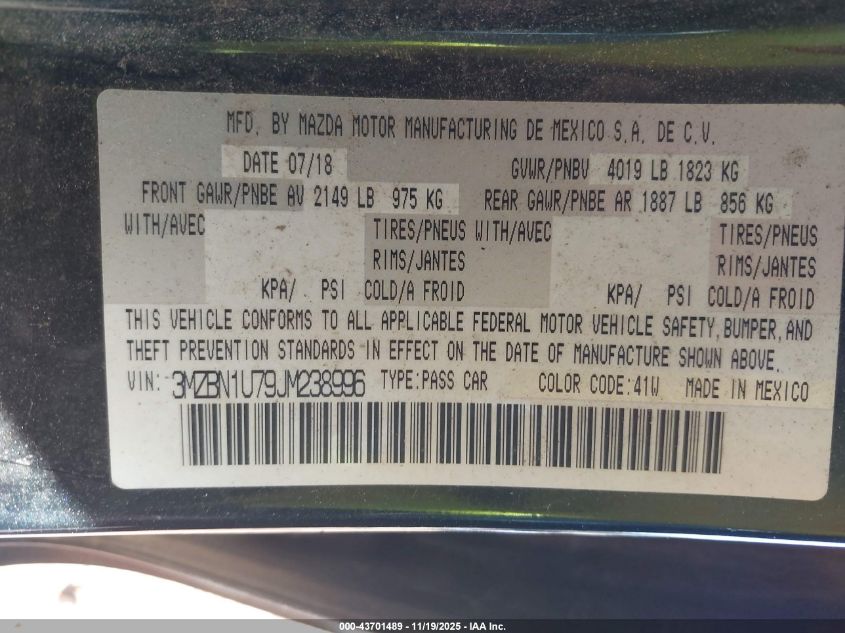 MFD. BY MAZDA MOTOR MANUFACTURING DE MEXICO S.A. DE C.V.
DATE 07/18 GVWR/PNBV 4019 LB 1823 KG
FRONT GAWR/PNBE AV 2149 LB 975 KG REAR GAWR/PNBE AR 1887 LB 856 KG
WITH/AVEC TIRES/PNEUS WITH/AVEC TIRES/PNEUS
RIMS/JANTES RIMS/JANTES
KPA/ PSI COLD/A FROID KPA/ PSI COLD/A FROID
THIS VEHICLE CONFORMS TO ALL APPLICABLE FEDERAL MOTOR VEHICLE SAFETY, BUMPER, AND
THEFT PREVENTION STANDARDS IN EFFECT ON THE DATE OF MANUFACTURE SHOWN ABOVE.
VIN: 3MZBN1U79JM238996 TYPE: PASS CAR COLOR CODE: 41W MADE IN MEXICO
000-43701489 - 11/19/2025 - IAA Inc.